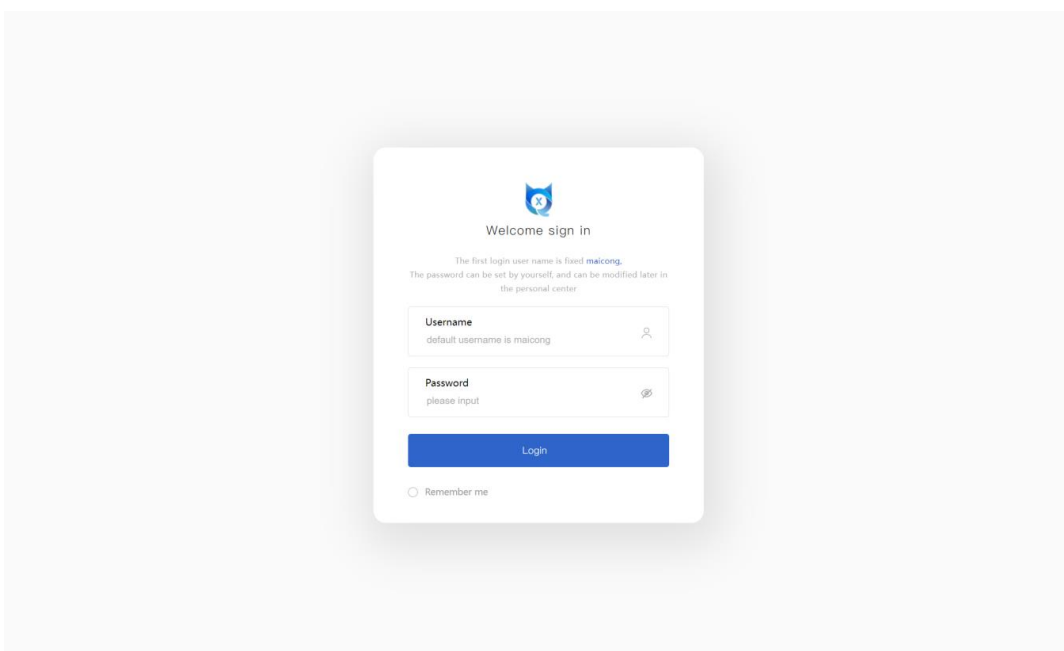 X
Welcome sign in
The first login user name is fixed maicong,
The password can be set by yourself, and can be modified later in
the personal center
Username
default username is maicong
Password
please input
Login
Remember me